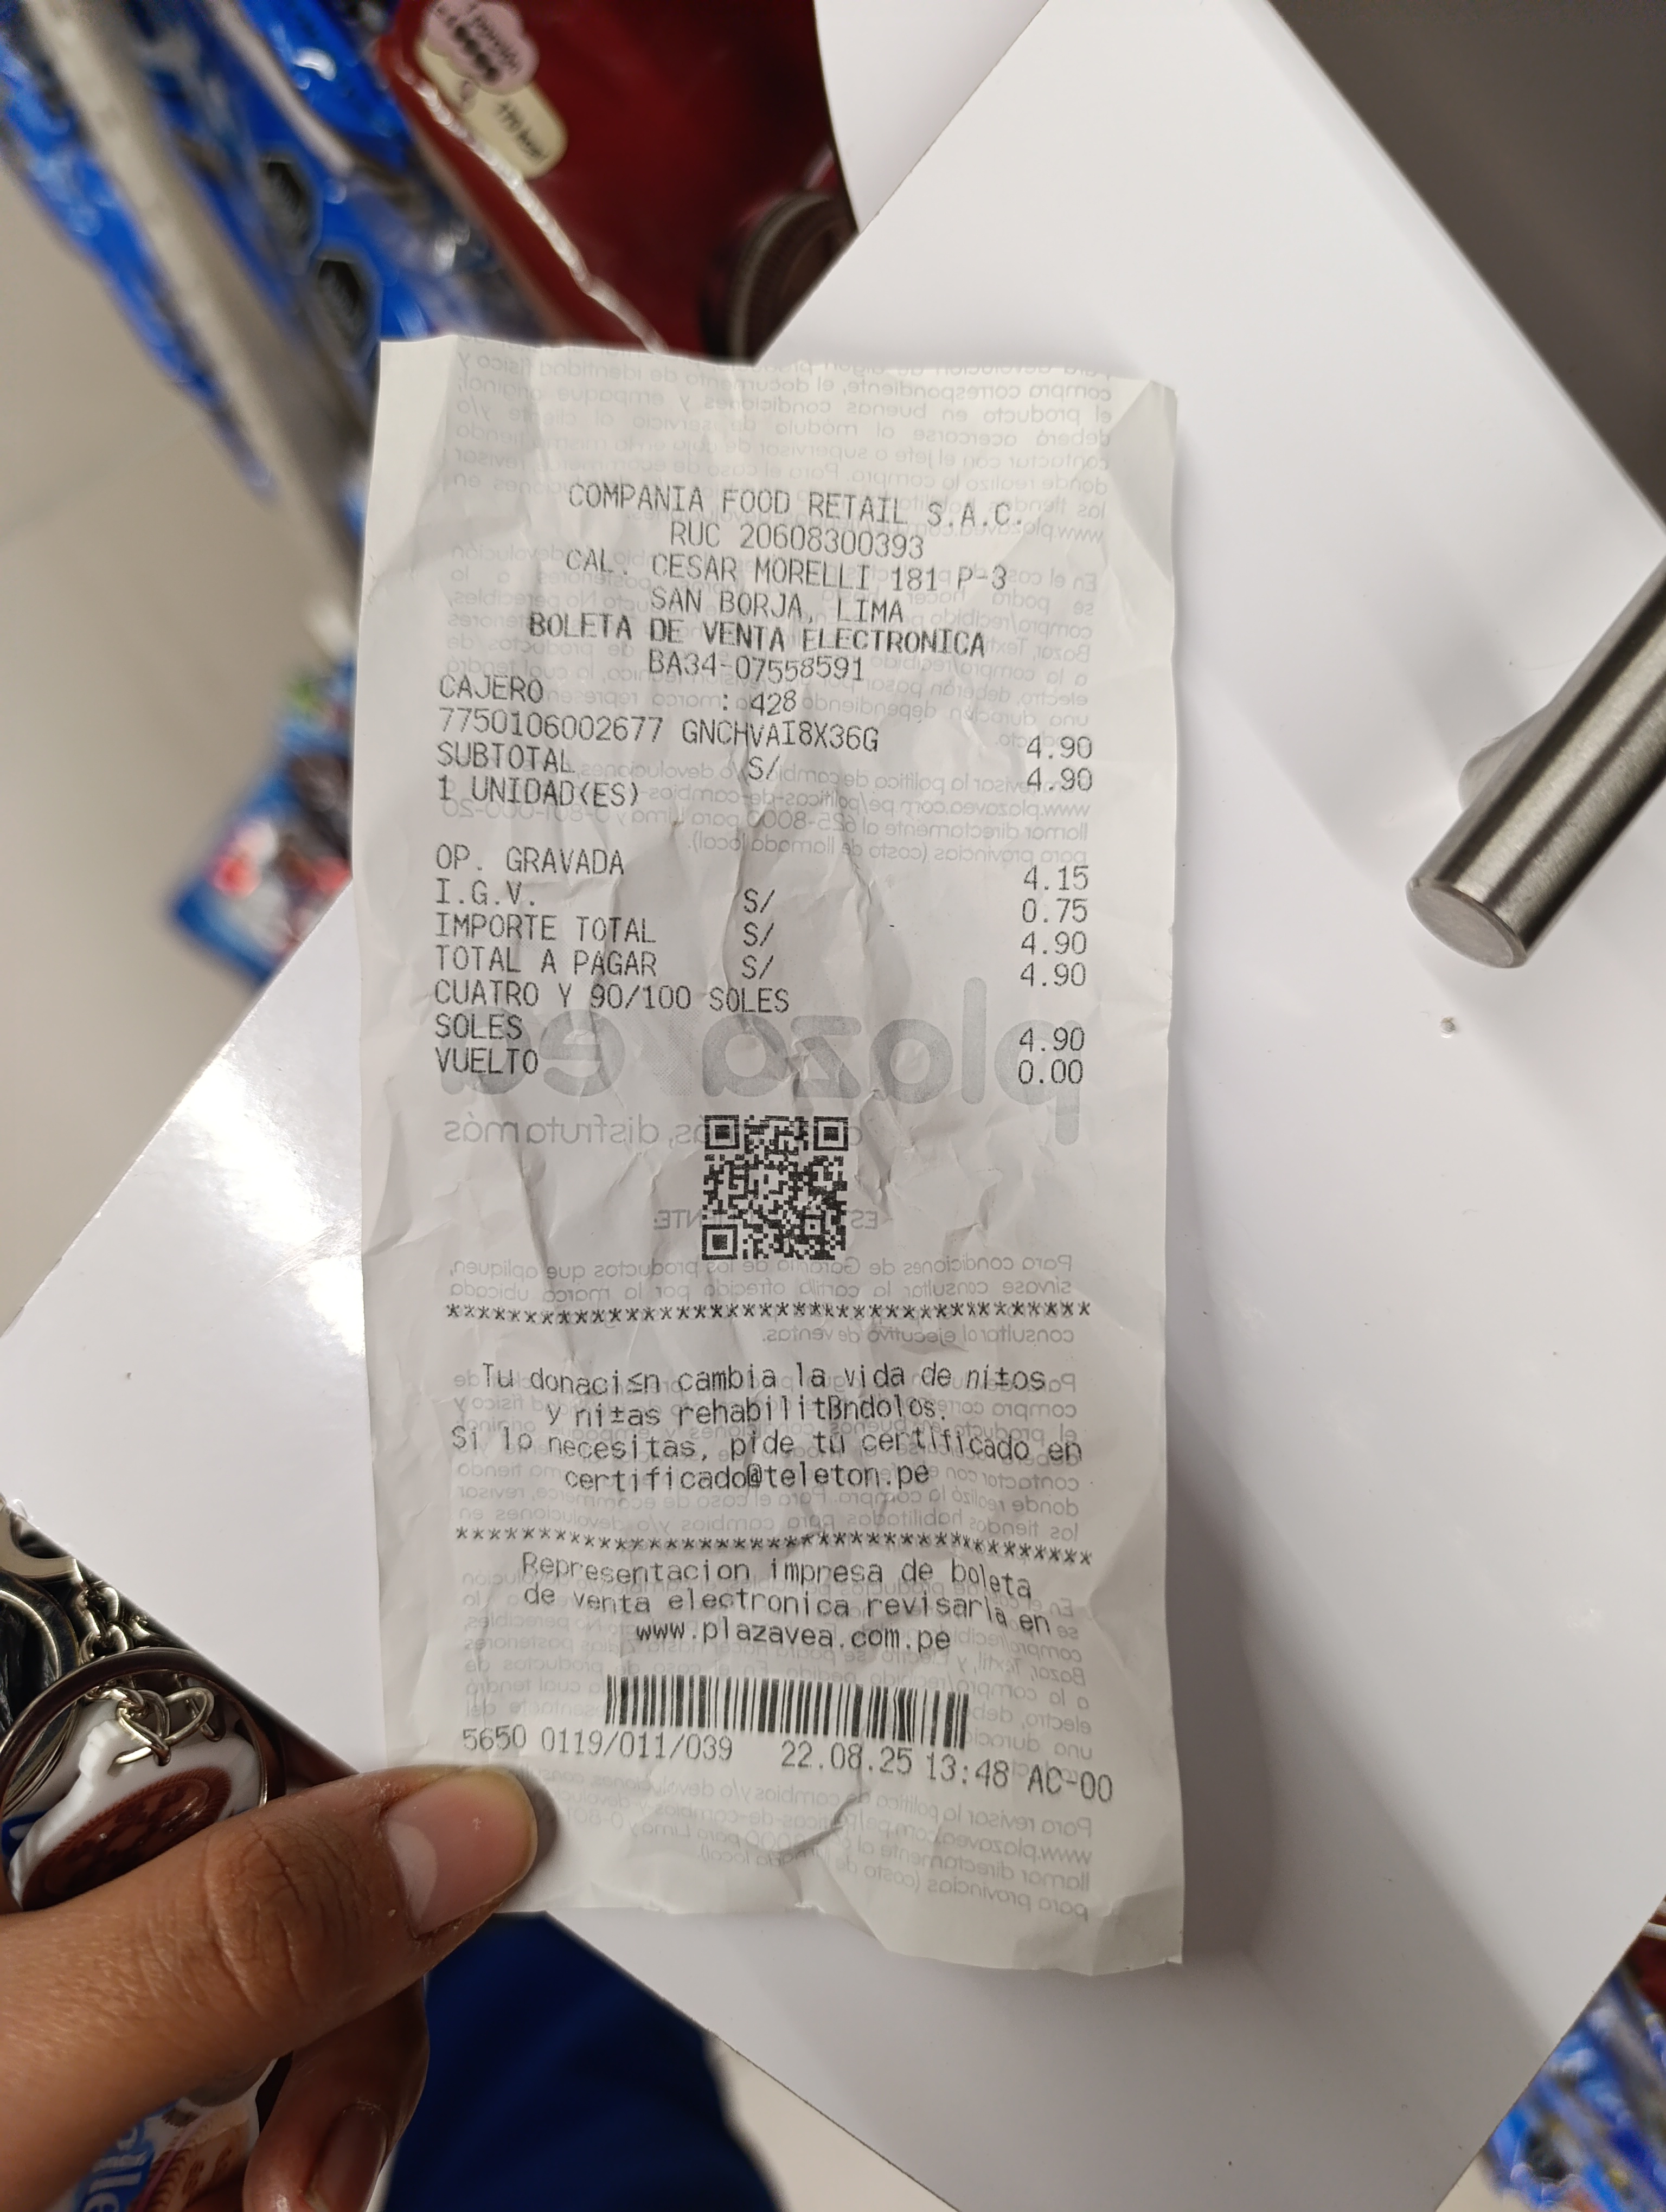 COMPANIA FOOD RETAIL S.A.C.
RUC 20608300393
CAL. CESAR MORELLI 181 P-3
SAN BORJA, LIMA
BOLETA DE VENTA ELECTRONICA
BA34-07558591
CAJERO : 428
7750106002677 GNCHVAI8X36G 4.90
SUBTOTAL S/ 4.90
1 UNIDAD(ES)
OP. GRAVADA 4.15
I.G.V. S/ 0.75
IMPORTE TOTAL S/ 4.90
TOTAL A PAGAR S/ 4.90
CUATRO Y 90/100 SOLES
SOLES 4.90
VUELTO 0.00
plaza vea
****************************************
Tu donaci≤n cambia la vida de ni±os
y ni±as rehabilitßndolos.
Si lo necesitas, pide tu certificado en
certificado@teleton.pe
****************************************
Representacion impresa de boleta
de venta electronica revisarla en
www.plazavea.com.pe
5650 0119/011/039 22.08.25 13:48 AC-00